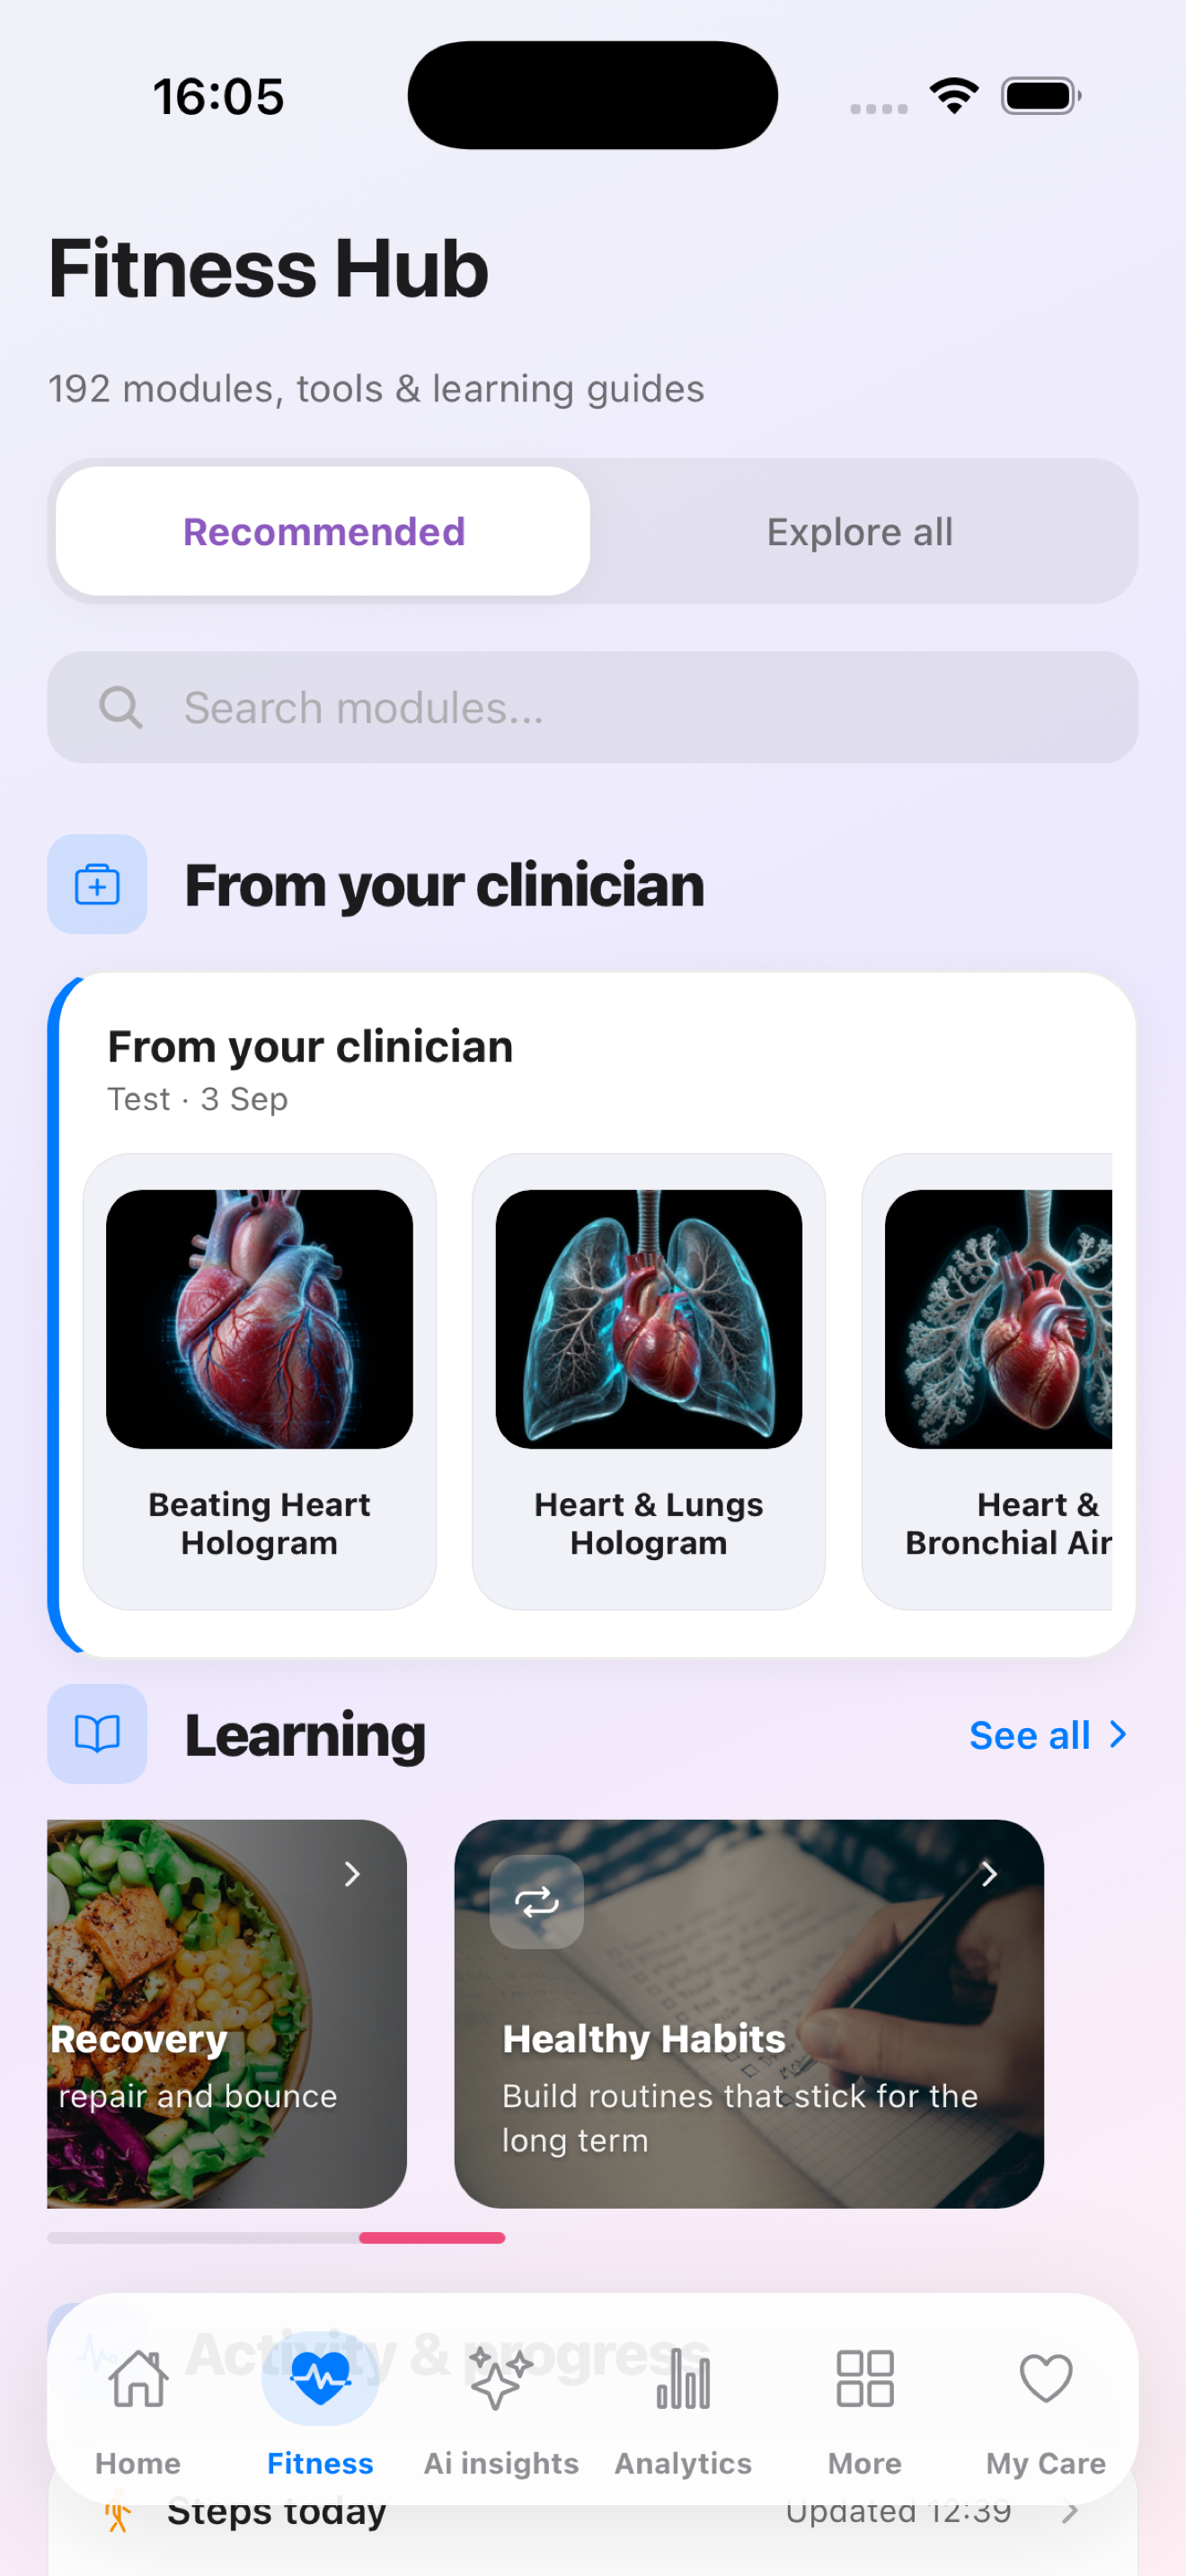 16:05
Fitness Hub
192 modules, tools & learning guides
Recommended
Explore all
Search modules...
From your clinician
From your clinician
Test · 3 Sep
Beating Heart
Hologram
Heart & Lungs
Hologram
Heart &
Bronchial Air
Learning
See all
Recovery
repair and bounce
Healthy Habits
Build routines that stick for the
long term
Activity & progress
Home
Fitness
Ai insights
Analytics
More
My Care
Steps today
Updated 12:39